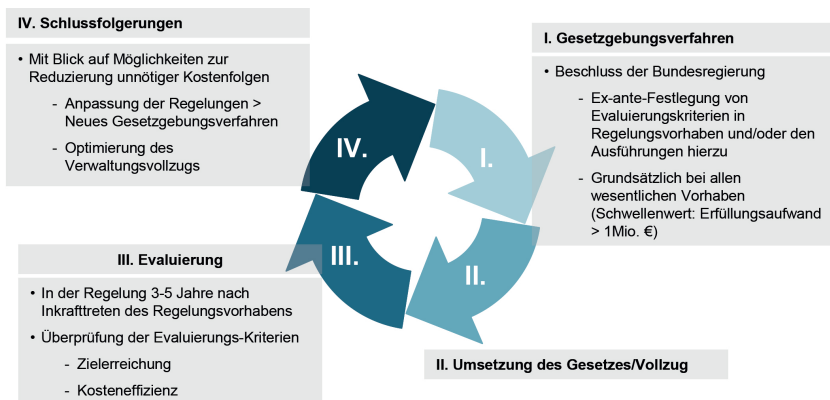 I. Gesetzgebungsverfahren
• Beschluss der Bundesregierung
- Ex-ante-Festlegung von
Evaluierungskriterien in
Regelungsvorhaben und/oder den
Ausführungen hierzu
- Grundsätzlich bei allen
wesentlichen Vorhaben
(Schwellenwert: Erfüllungsaufwand
> 1Mio. €)
II. Umsetzung des Gesetzes/Vollzug
III. Evaluierung
• In der Regelung 3-5 Jahre nach
Inkrafttreten des Regelungsvorhabens
• Überprüfung der Evaluierungs-Kriterien
- Zielerreichung
- Kosteneffizienz
IV. Schlussfolgerungen
• Mit Blick auf Möglichkeiten zur
Reduzierung unnötiger Kostenfolgen
- Anpassung der Regelungen >
Neues Gesetzgebungsverfahren
- Optimierung des
Verwaltungsvollzugs
I.
II.
III.
IV.